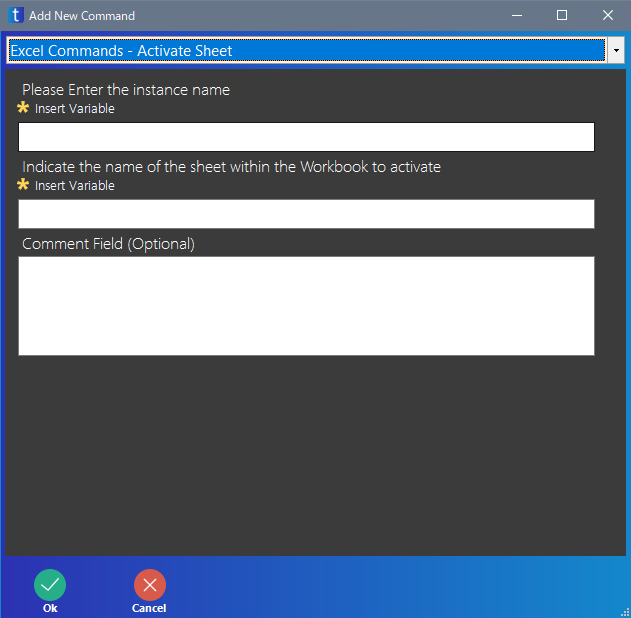 t Add New Command
Excel Commands - Activate Sheet
Please Enter the instance name
Insert Variable
Indicate the name of the sheet within the Workbook to activate
Insert Variable
Comment Field (Optional)
Ok Cancel